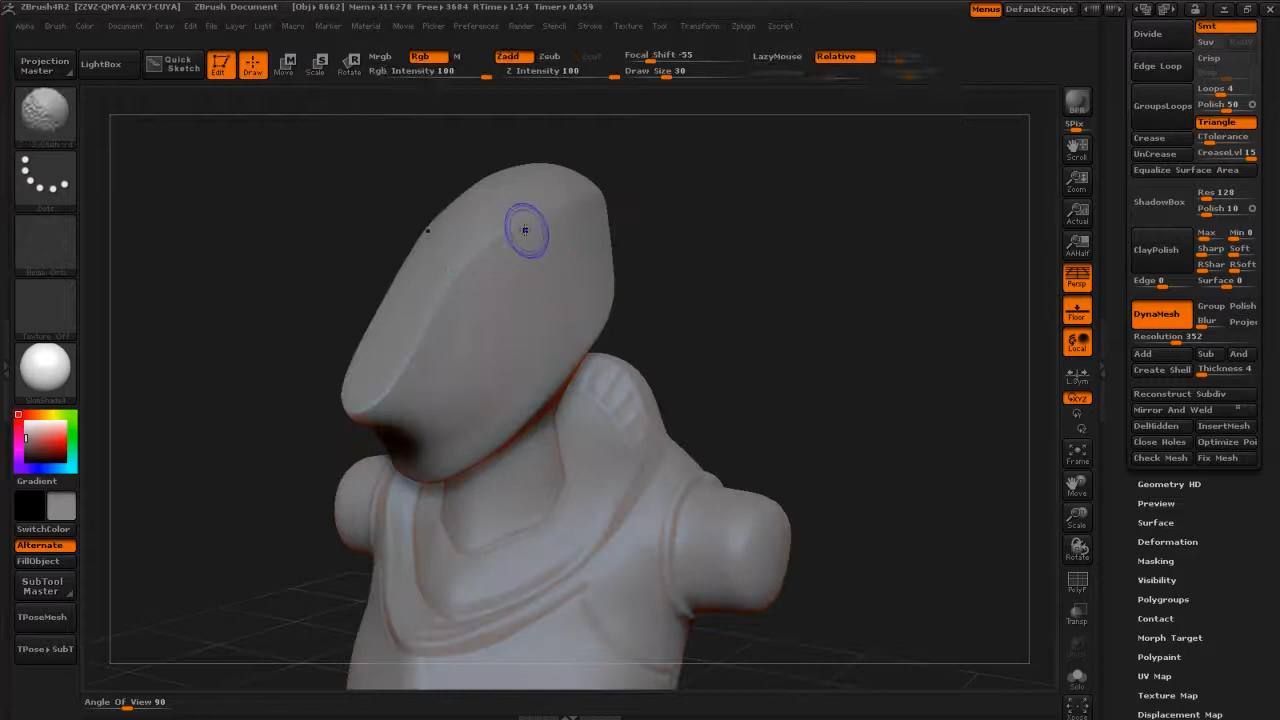 ZBrush4R2 [ZZVZ-QMYA-AKYJ-CUYA] ZBrush Document [Obj▸ 8662] Mem▸411+78 Free▸3684 RTime▸1.54 Timer▸0.659
Menus DefaultZScript
Alpha Brush Color Document Draw Edit File Layer Light Macro Marker Material Movie Picker Preferences Render Stencil Stroke Texture Tool Transform Zplugin Zscript
Projection Master
LightBox
Quick Sketch
Edit
Draw
Move
Scale
Rotate
Mrgb Rgb M
Rgb Intensity 100
Zadd Zsub
Z Intensity 100
Focal Shift -55
Draw Size 30
LazyMouse Relative
Dots
SkinShade4
Gradient
SwitchColor
Alternate
FillObject
SubTool Master
TPoseMesh
TPose▸SubT
Angle Of View 90
BPR
SPix
Scroll
Zoom
Actual
AAHalf
Persp
Floor
Local
L.Sym
XYZ
Frame
Move
Scale
Rotate
PolyF
Transp
Solo
Xpose
Divide
Smt
Suv
Edge Loop
Crisp
Loops 4
GroupsLoops
Polish 50
Triangle
Crease CTolerance
UnCrease CreaseLvl 15
Equalize Surface Area
ShadowBox
Res 128
Polish 10
ClayPolish
Max Min 0
Sharp Soft
RShar RSoft
Edge 0 Surface 0
DynaMesh
Group Polish
Blur Projec
Resolution 352
Add Sub And
Create Shell Thickness 4
Reconstruct Subdiv
Mirror And Weld
DelHidden InsertMesh
Close Holes Optimize Poi
Check Mesh Fix Mesh
Geometry HD
Preview
Surface
Deformation
Masking
Visibility
Polygroups
Contact
Morph Target
Polypaint
UV Map
Texture Map
Displacement Map